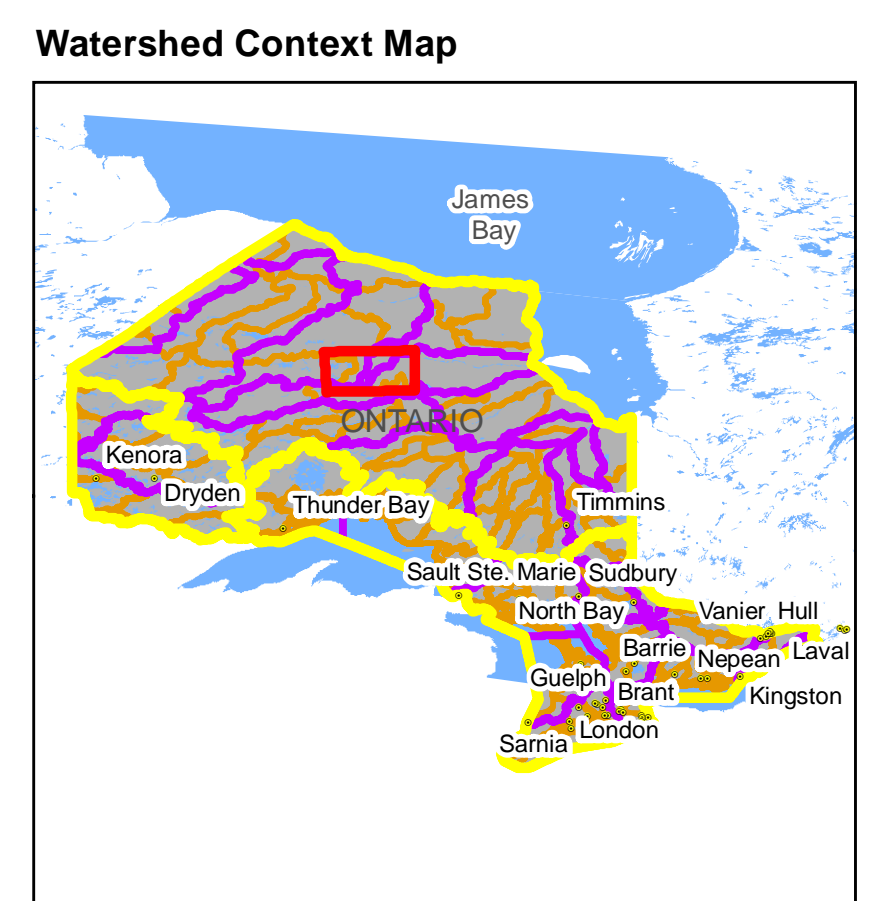 Watershed Context Map
James
Bay
ONTARIO
Kenora
Dryden
Thunder Bay
Timmins
Sault Ste. Marie
Sudbury
North Bay
Vanier
Hull
Barrie
Nepean
Laval
Guelph
Brant
Kingston
London
Sarnia